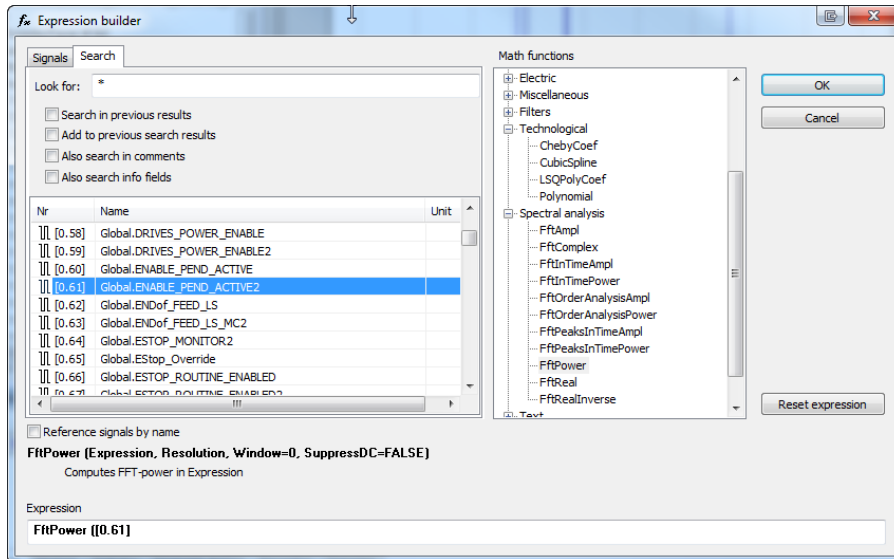 Expression builder
Signals
Search
Look for:
*
Search in previous results
Add to previous search results
Also search in comments
Also search info fields
Nr Name Unit
[0.58] Global.DRIVES_POWER_ENABLE
[0.59] Global.DRIVES_POWER_ENABLE2
[0.60] Global.ENABLE_PEND_ACTIVE
[0.61] Global.ENABLE_PEND_ACTIVE2
[0.62] Global.ENDof_FEED_LS
[0.63] Global.ENDof_FEED_LS_MC2
[0.64] Global.ESTOP_MONITOR2
[0.65] Global.EStop_Override
[0.66] Global.ESTOP_ROUTINE_ENABLED
[0.67] Global.ESTOP_ROUTINE_ENABLED2
Reference signals by name
Math functions
Electric
Miscellaneous
Filters
Technological
ChebyCoef
CubicSpline
LSQPolyCoef
Polynomial
Spectral analysis
FftAmpl
FftComplex
FftInTimeAmpl
FftInTimePower
FftOrderAnalysisAmpl
FftOrderAnalysisPower
FftPeaksInTimeAmpl
FftPeaksInTimePower
FftPower
FftReal
FftRealInverse
Text
OK
Cancel
Reset expression
FftPower (Expression, Resolution, Window=0, SuppressDC=FALSE)
Computes FFT-power in Expression
Expression
FftPower ([0.61]